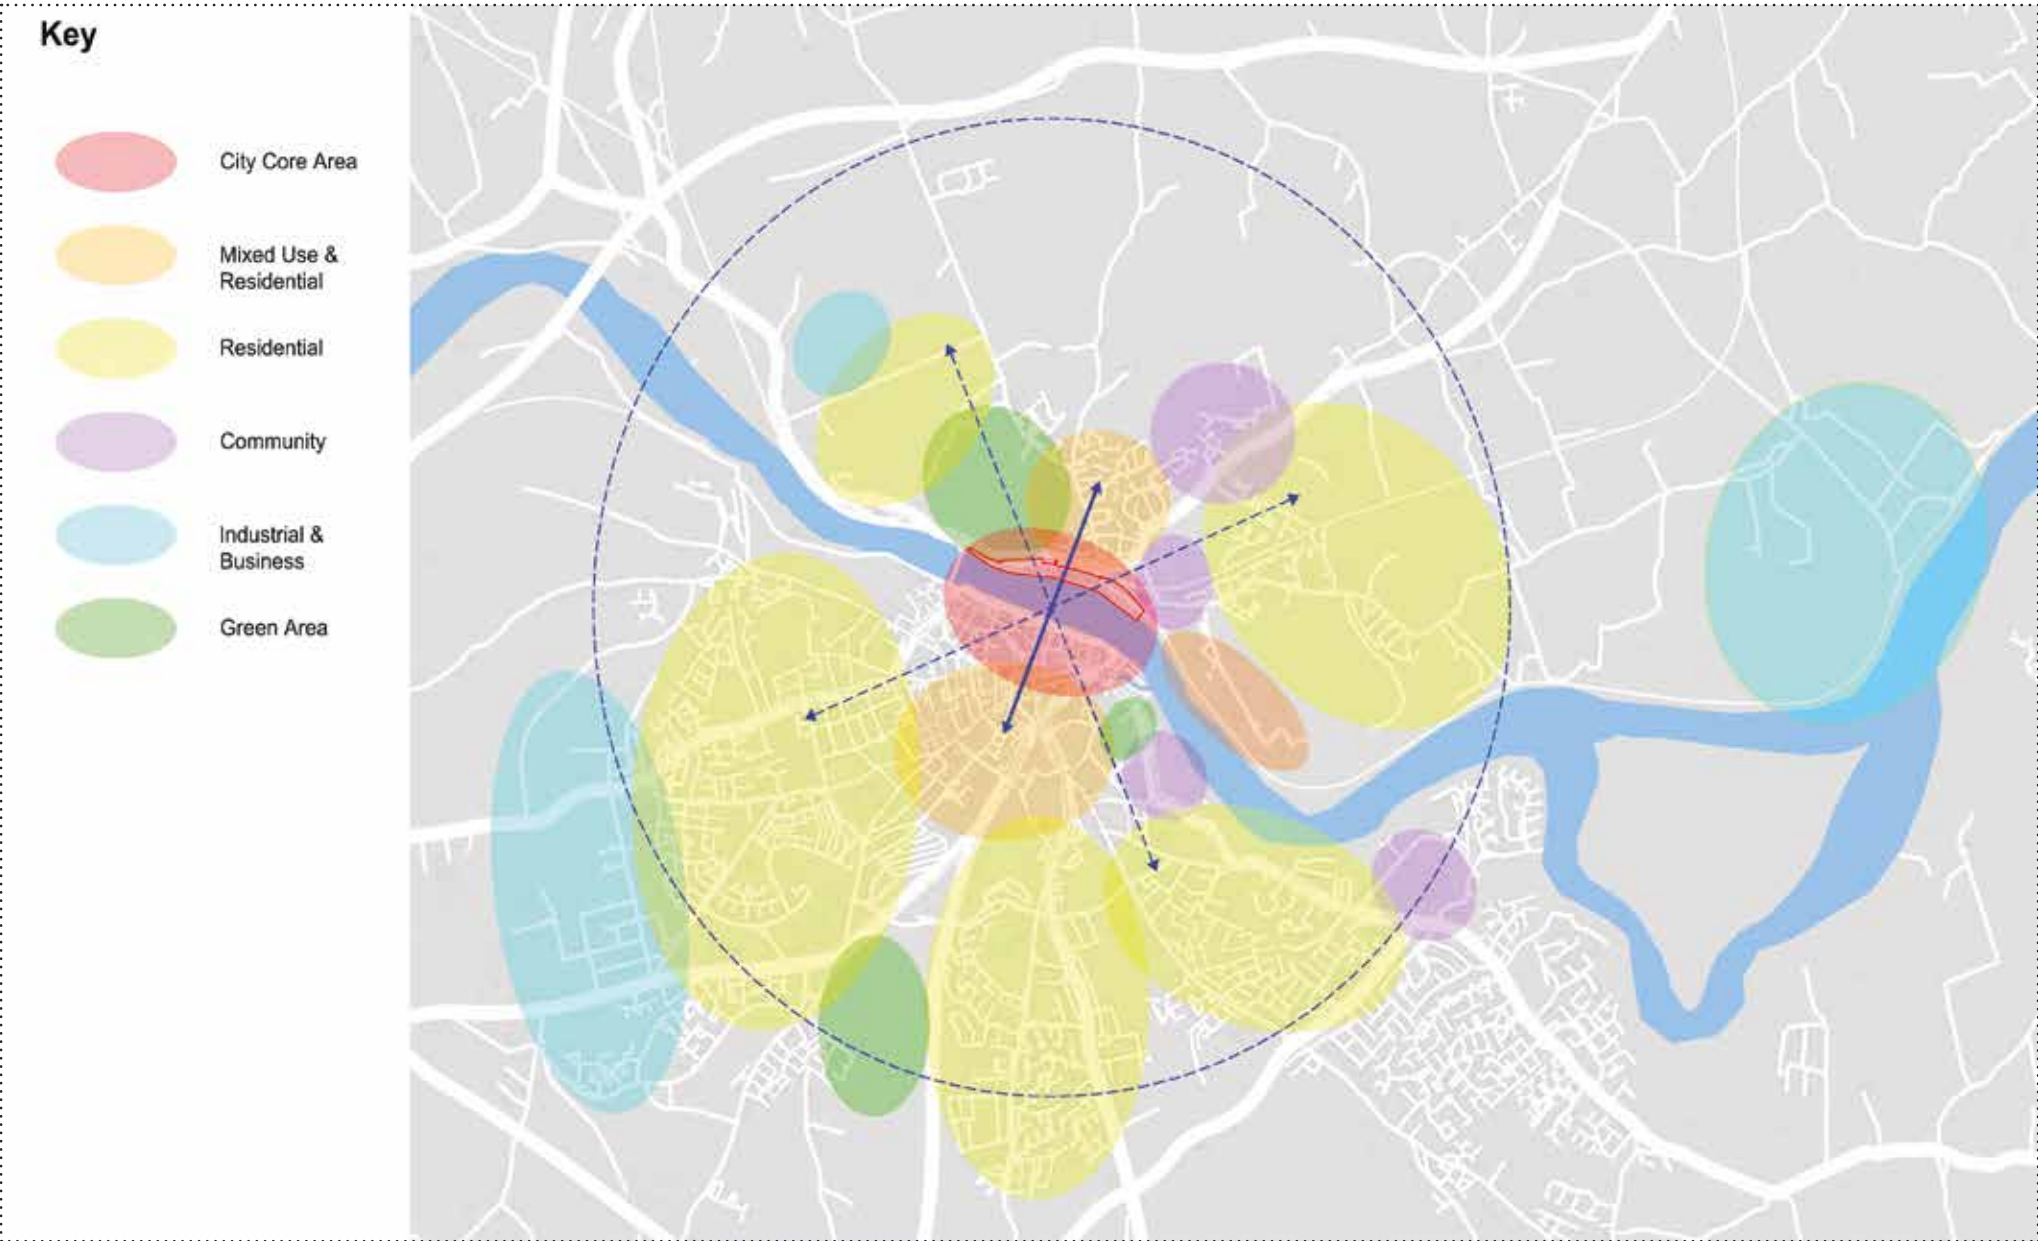 Key
City Core Area
Mixed Use &
Residential
Residential
Community
Industrial &
Business
Green Area